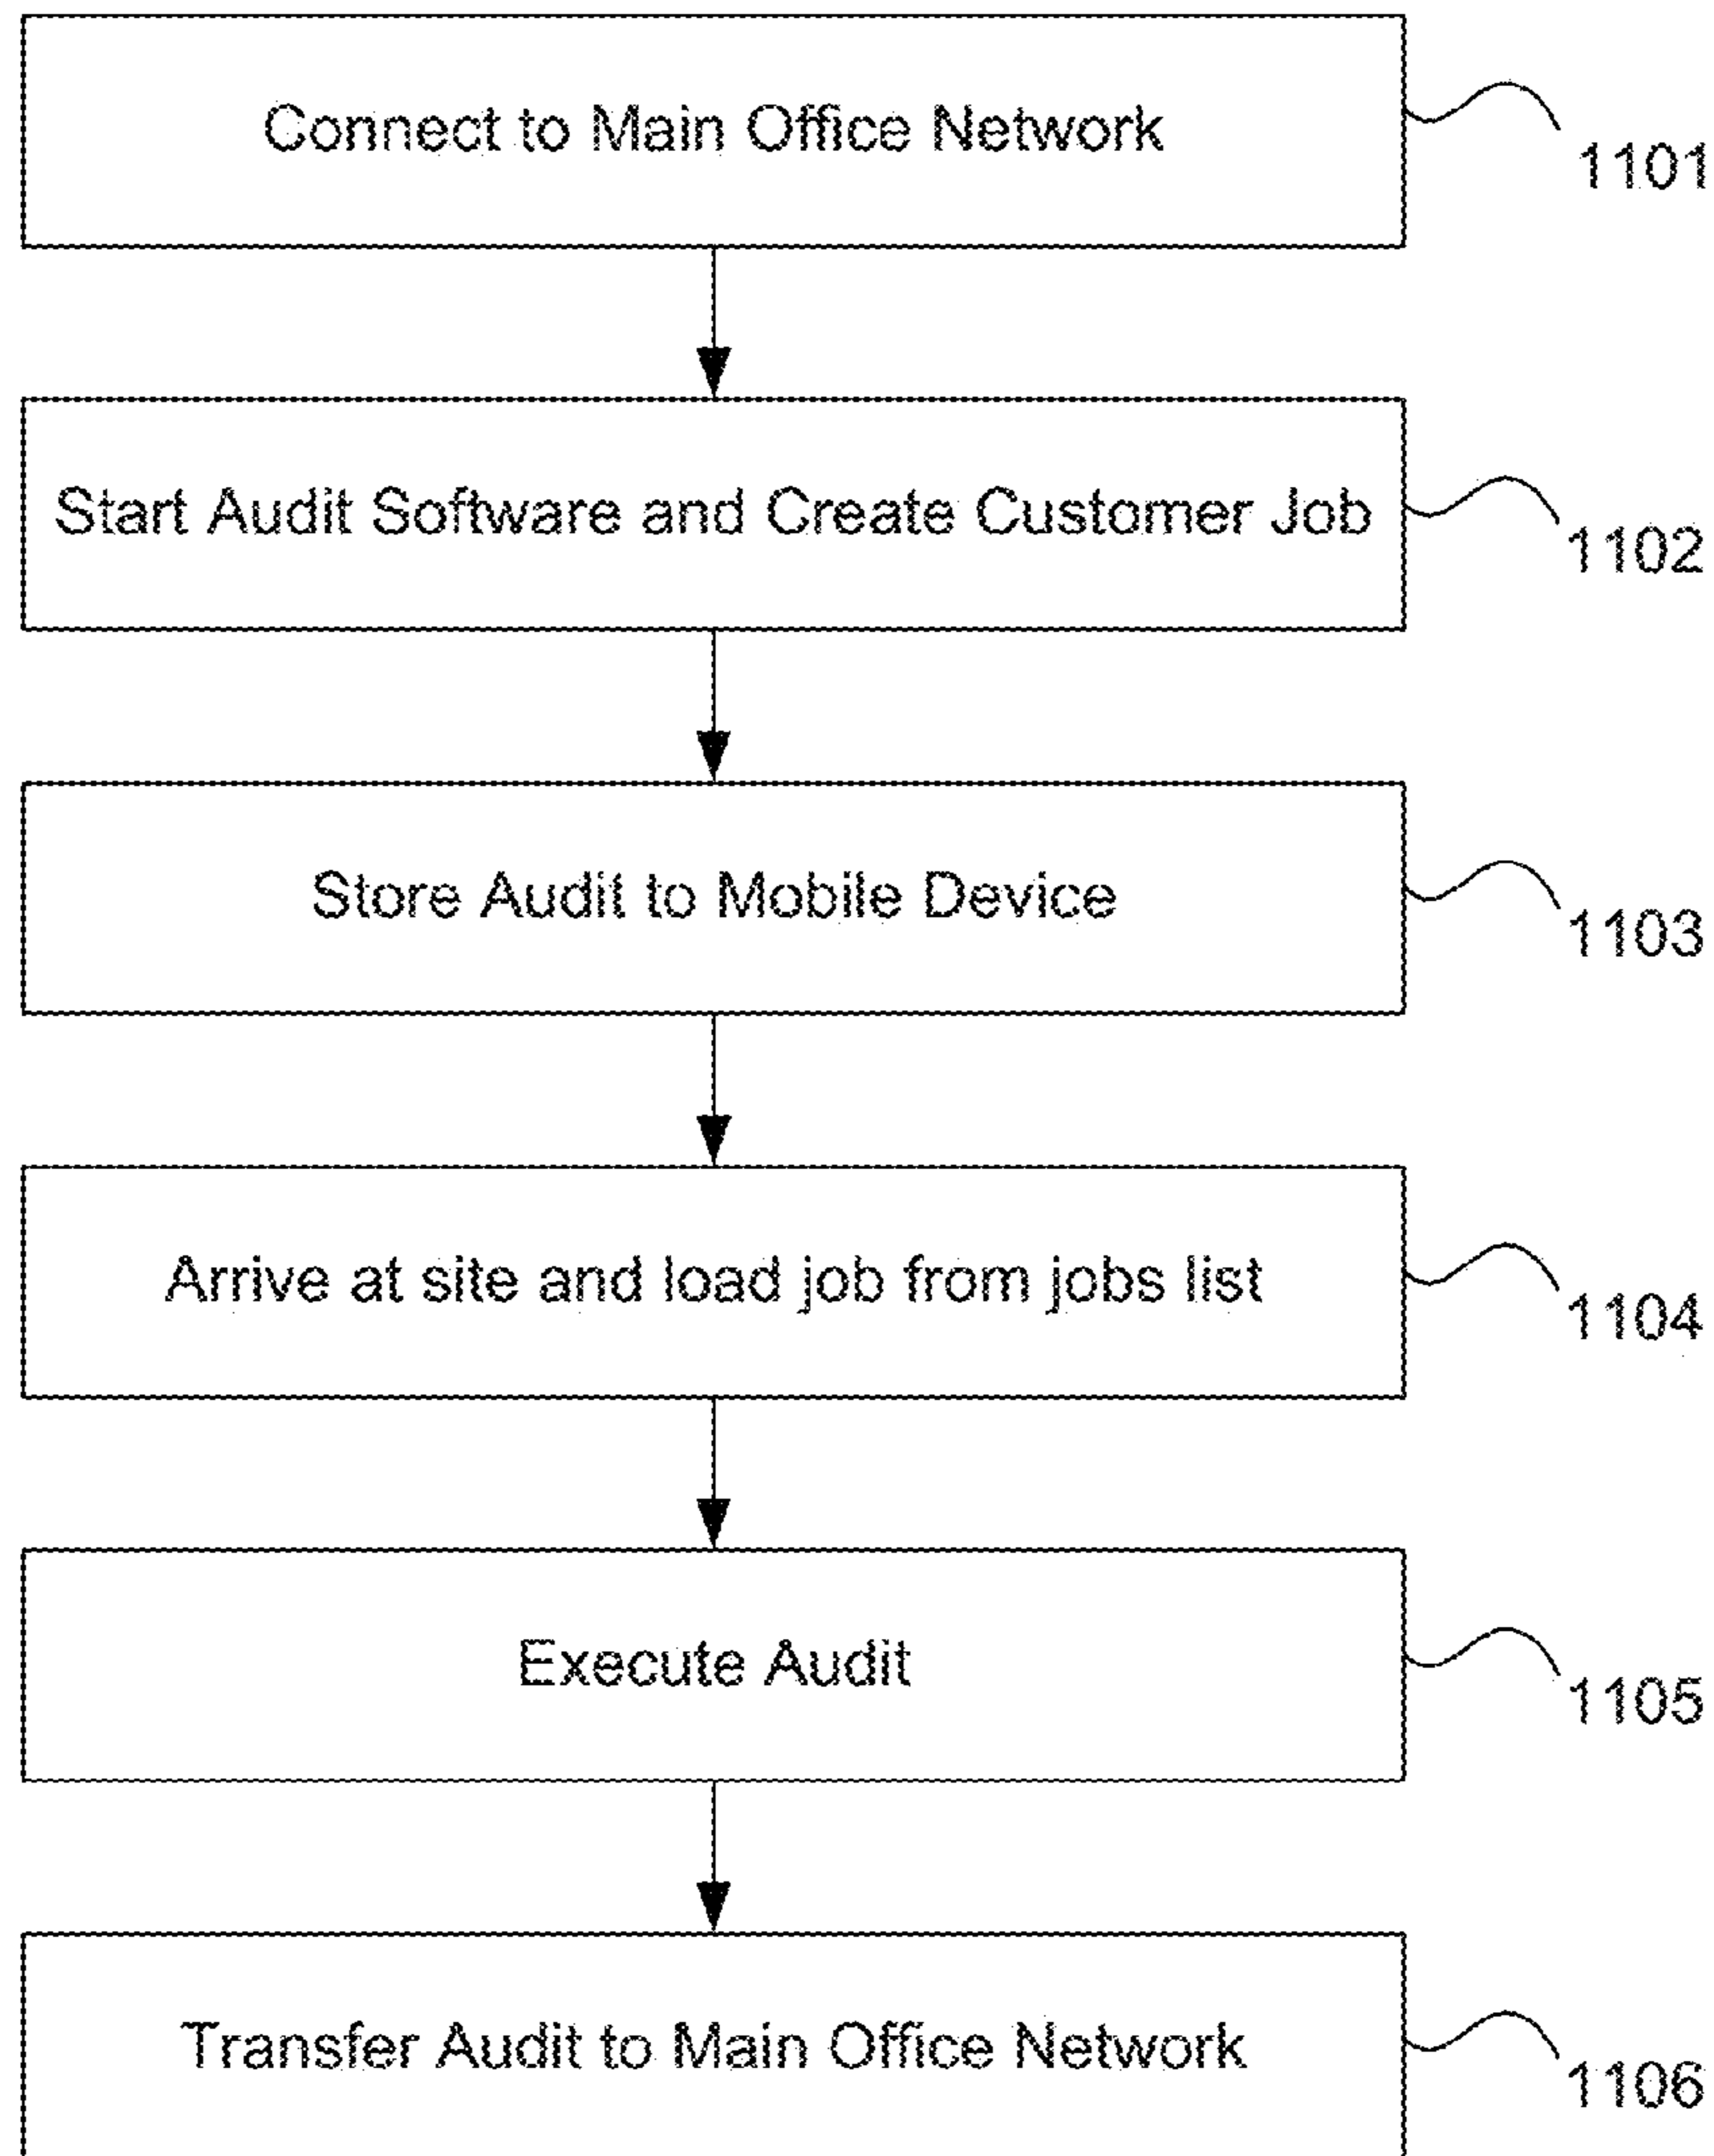 Connect to Main Office Network
1101
Start Audit Software and Create Customer Job
1102
Store Audit to Mobile Device
1103
Arrive at site and load job from jobs list
1104
Execute Audit
1105
Transfer Audit to Main Office Network
1106